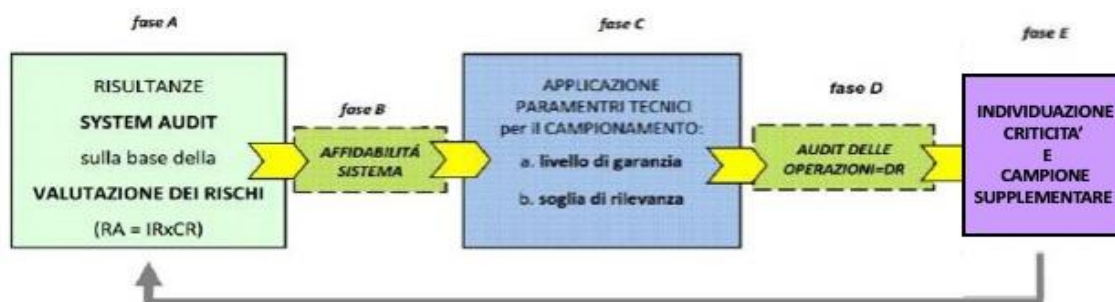 fase A
RISULTANZE
SYSTEM AUDIT
sulla base della
VALUTAZIONE DEI RISCHI
(RA = IRxCR)
fase B
AFFIDABILITÁ
SISTEMA
fase C
APPLICAZIONE
PARAMENTRI TECNICI
per il CAMPIONAMENTO:
a. livello di garanzia
b. soglia di rilevanza
fase D
AUDIT DELLE
OPERAZIONI=DR
fase E
INDIVIDUAZIONE
CRITICITA'
E
CAMPIONE
SUPPLEMENTARE